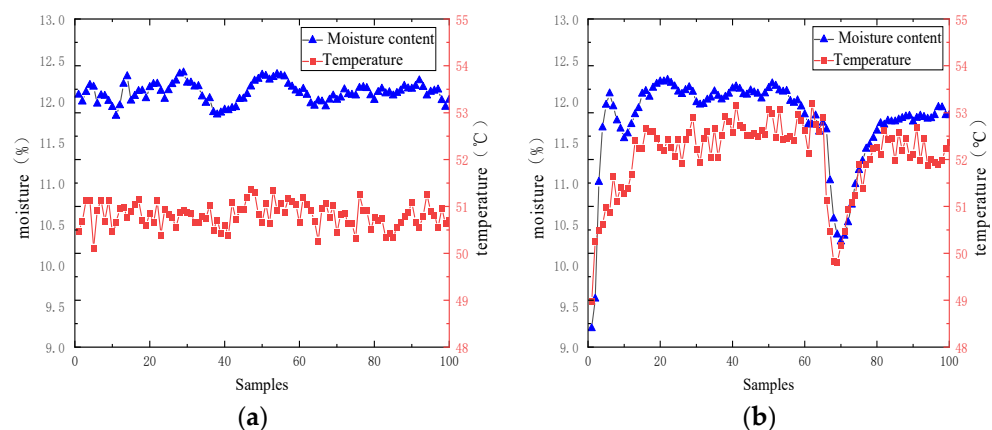 13.0
12.5
12.0
11.5
11.0
10.5
10.0
9.5
9.0
moisture（%）
Moisture content
Temperature
55
54
53
52
51
50
49
48
temperature（℃）
0 20 40 60 80 100
Samples
(a)
13.0
12.5
12.0
11.5
11.0
10.5
10.0
9.5
9.0
moisture（%）
Moisture content
Temperature
55
54
53
52
51
50
49
48
temperature（℃）
0 20 40 60 80 100
Samples
(b)